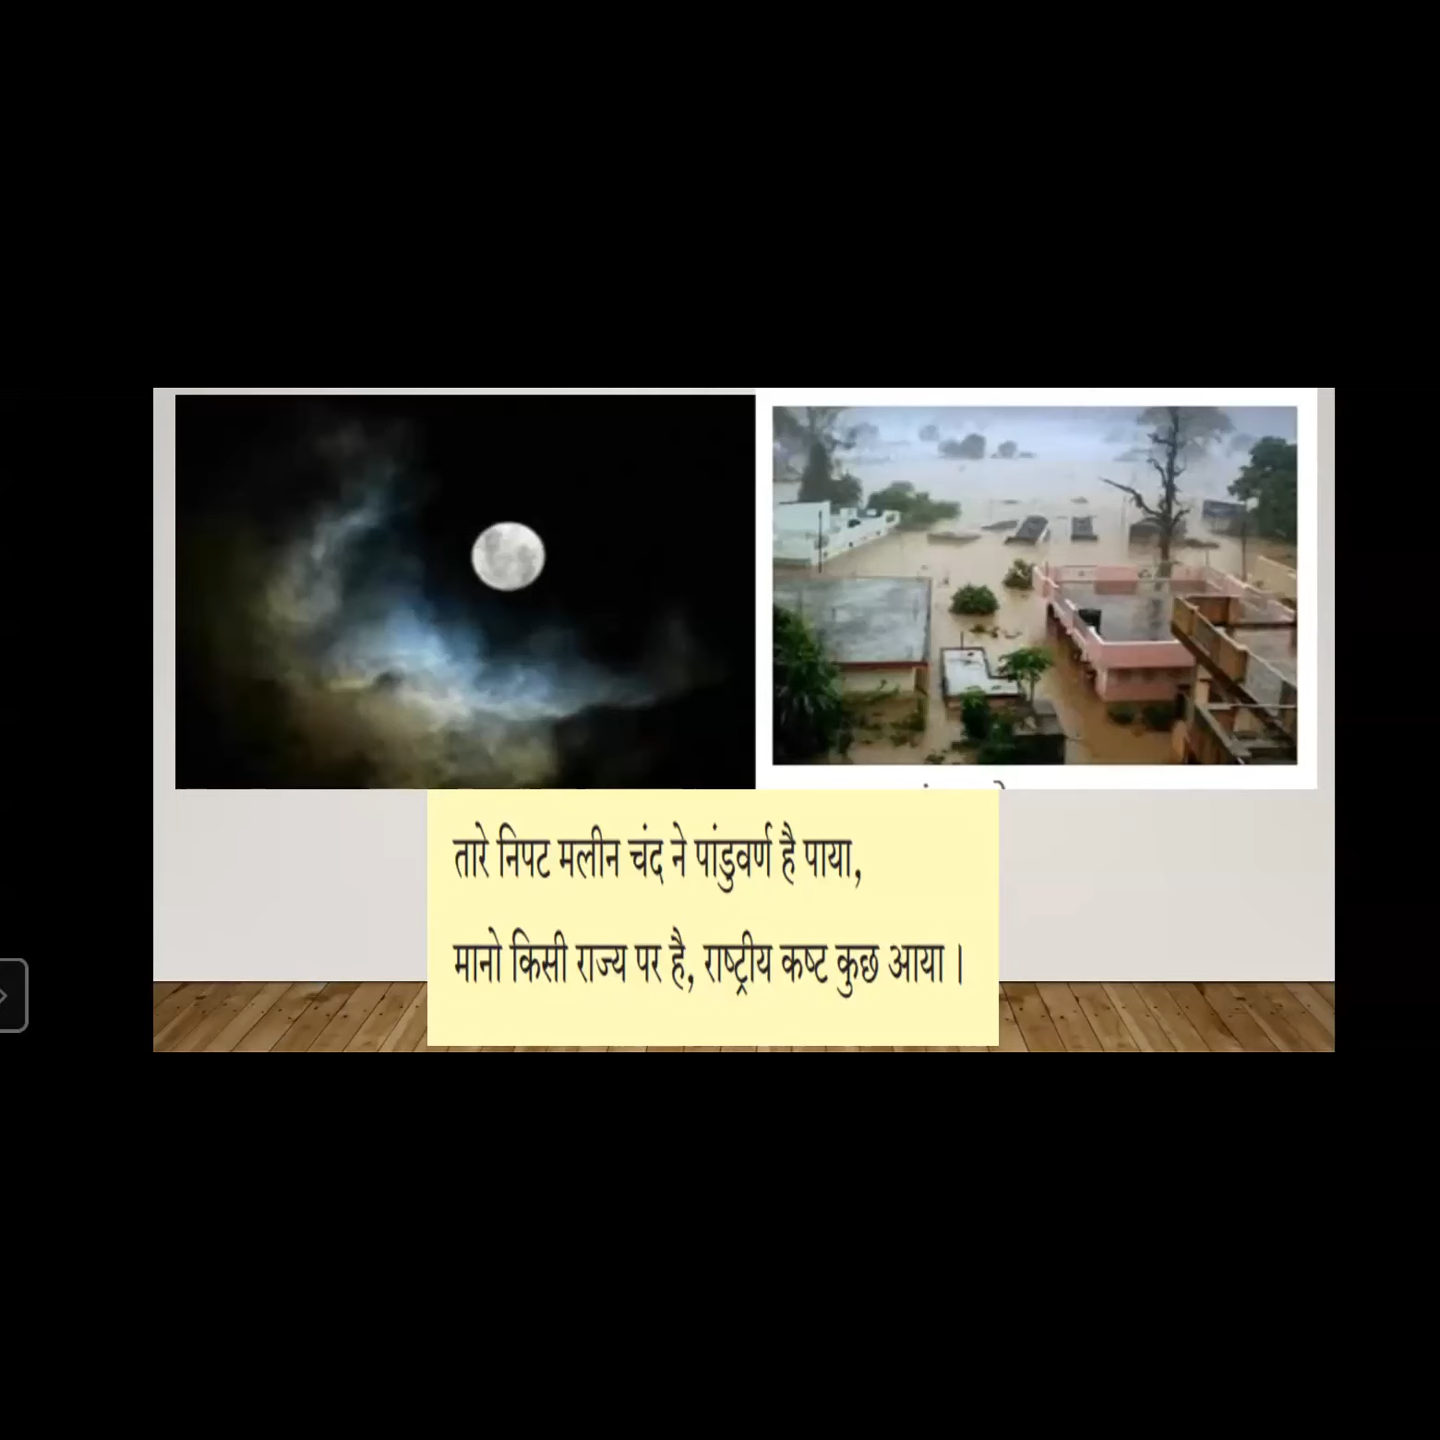 तारे निपट मलीन चंद ने पांडुवर्ण है पाया,
मानो किसी राज्य पर है, राष्ट्रीय कष्ट कुछ आया।